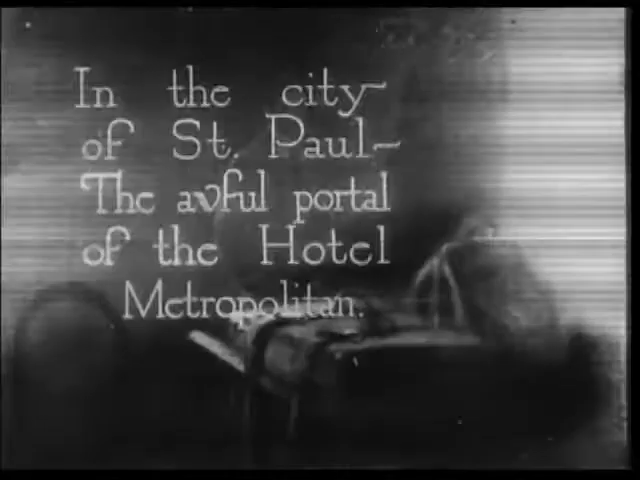 In the city—
of St. Paul—
The awful portal
of the Hotel
Metropolitan.